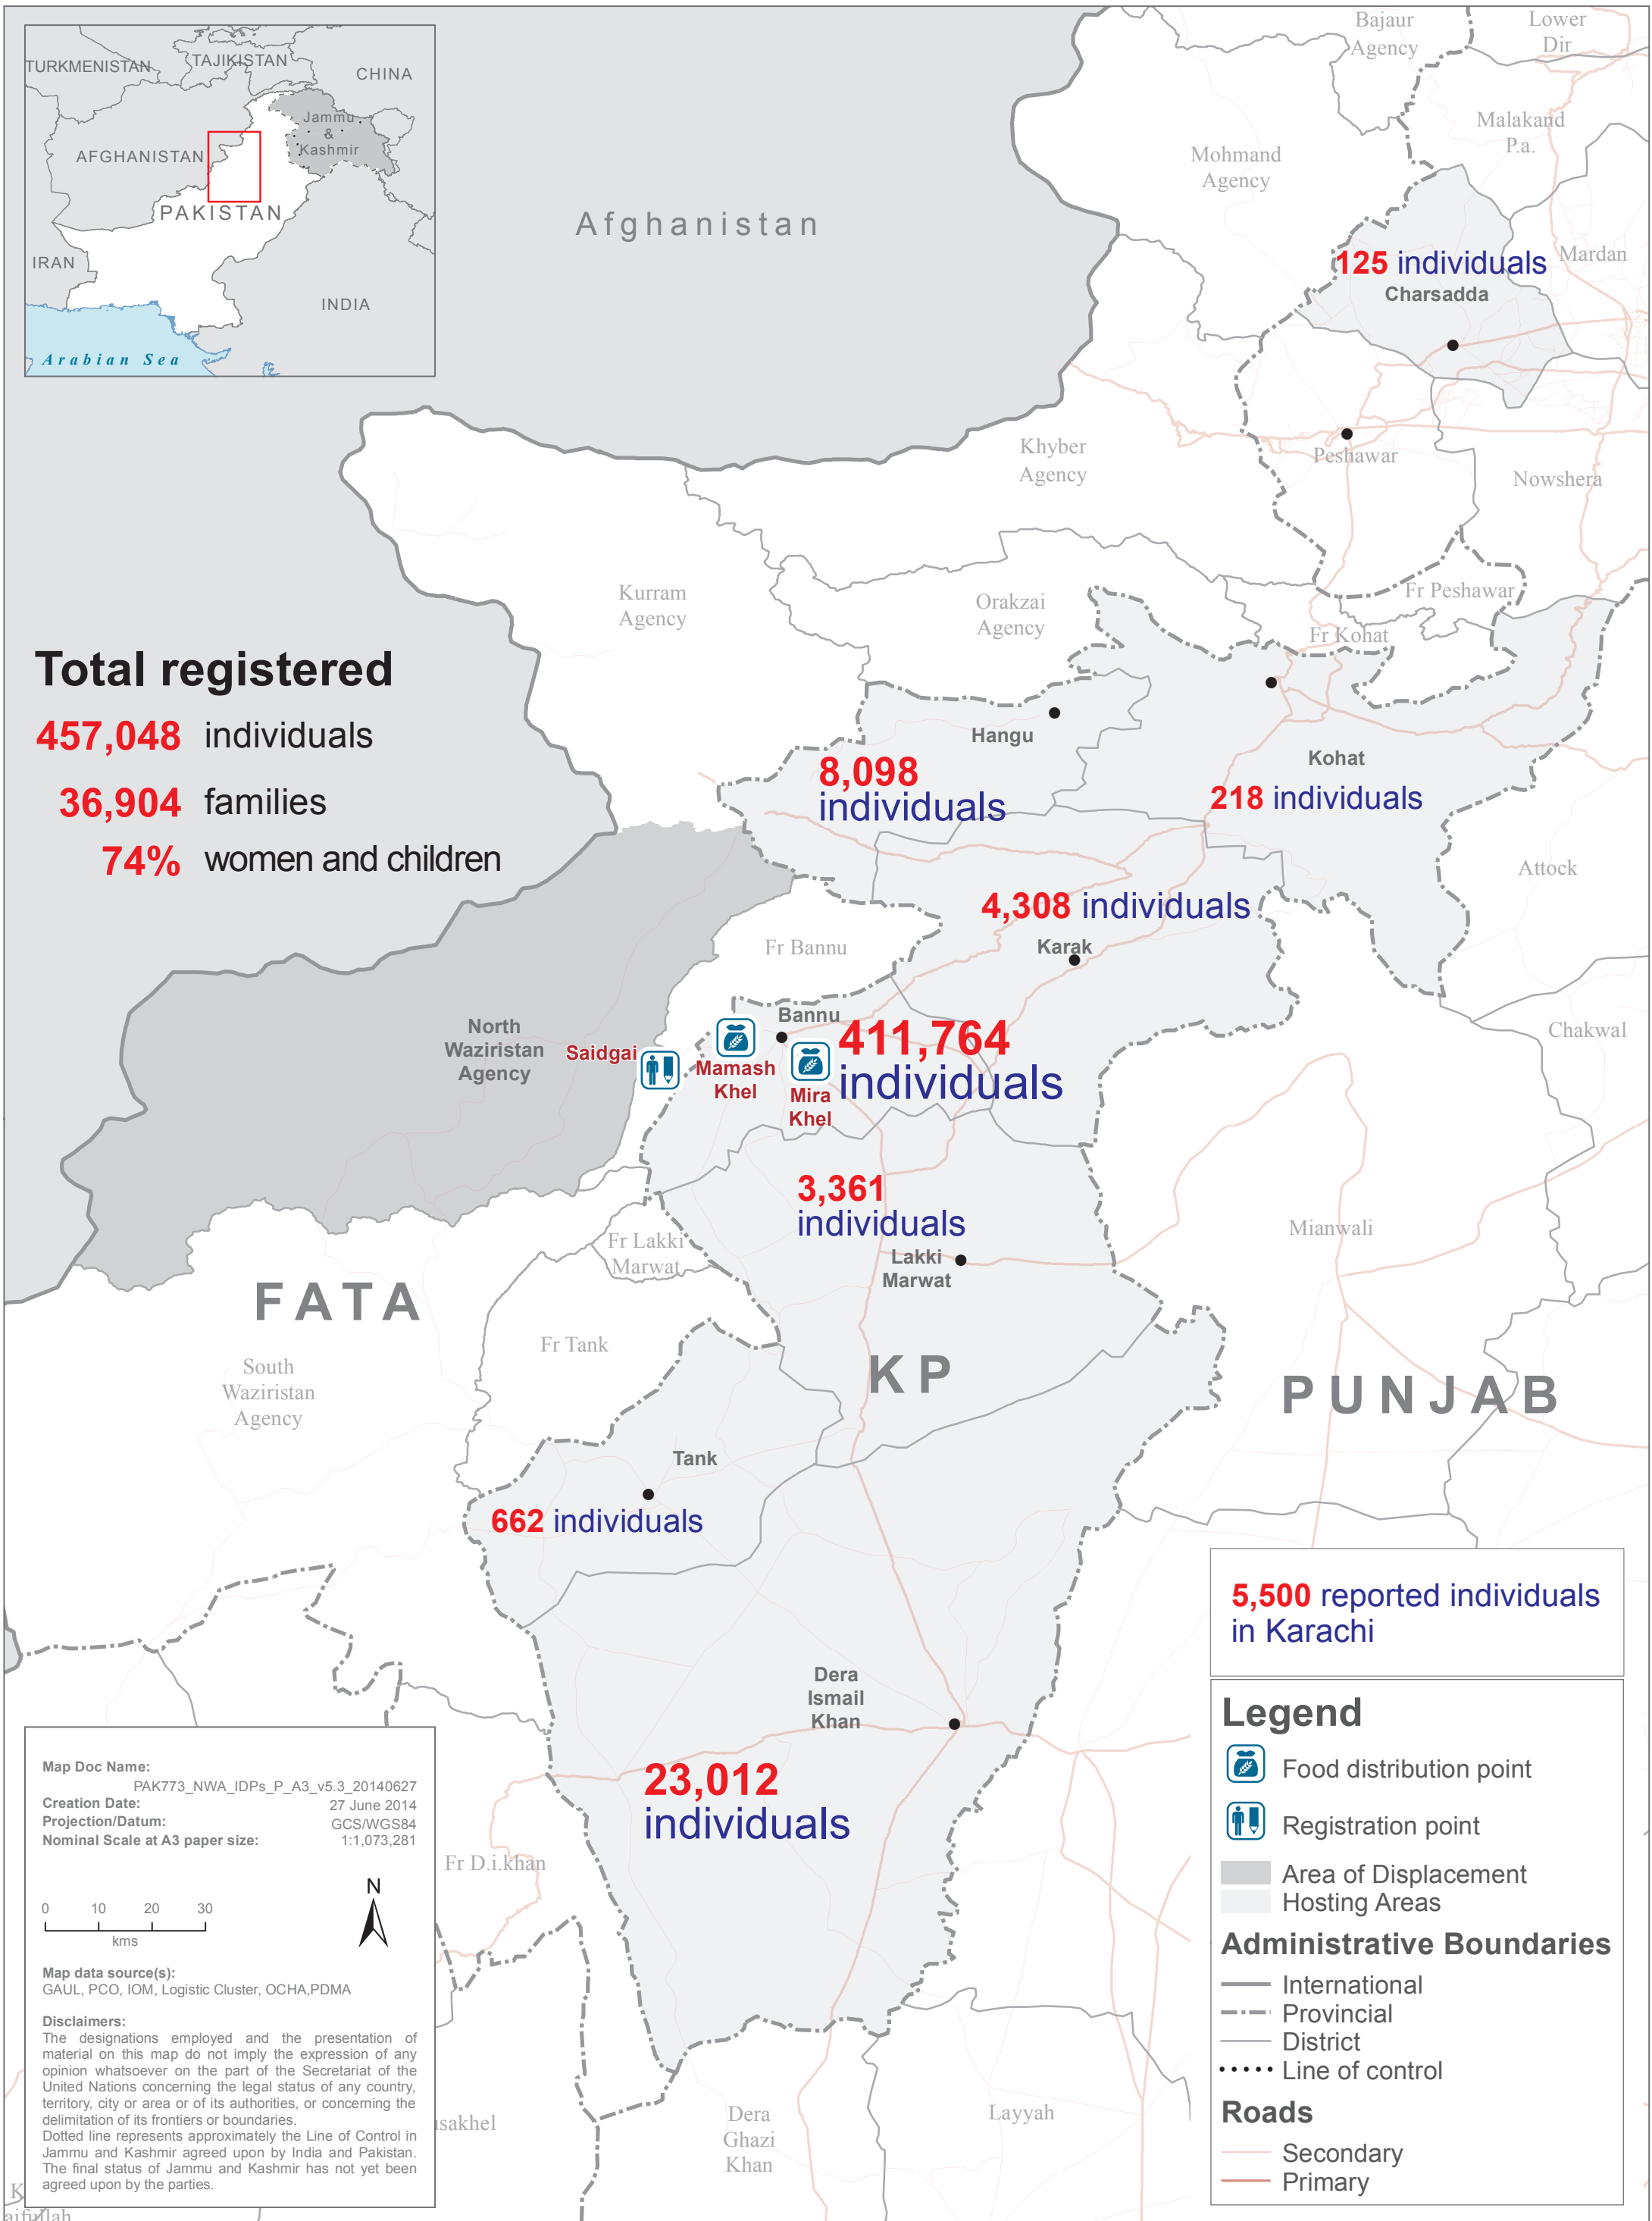 TURKMENISTAN
TAJIKISTAN
CHINA
Jammu
&
Kashmir
AFGHANISTAN
PAKISTAN
IRAN
INDIA
Arabian Sea
Afghanistan
Bajaur
Agency
Lower
Dir
Malakand
P.a.
Mohmand
Agency
Mardan
125 individuals
Charsadda
Khyber
Agency
Peshawar
Nowshera
Kurram
Agency
Orakzai
Agency
Fr Peshawar
Fr Kohat
Total registered
457,048 individuals
36,904 families
74% women and children
Hangu
8,098
individuals
Kohat
218 individuals
Attock
4,308 individuals
Karak
Fr Bannu
North
Waziristan
Agency
Saidgai
Bannu
Mamash
Khel
Mira
Khel
411,764
individuals
Chakwal
3,361
individuals
Lakki
Marwat
Fr Lakki
Marwat
Mianwali
FATA
Fr Tank
South
Waziristan
Agency
KP
PUNJAB
Tank
662 individuals
5,500 reported individuals
in Karachi
Dera
Ismail
Khan
23,012
individuals
Fr D.i.khan
Dera
Ghazi
Khan
Layyah
Map Doc Name:
PAK773_NWA_IDPs_P_A3_v5.3_20140627
Creation Date: 27 June 2014
Projection/Datum: GCS/WGS84
Nominal Scale at A3 paper size: 1:1,073,281
0 10 20 30
kms
N
Map data source(s):
GAUL, PCO, IOM, Logistic Cluster, OCHA,PDMA
Disclaimers:
The designations employed and the presentation of
material on this map do not imply the expression of any
opinion whatsoever on the part of the Secretariat of the
United Nations concerning the legal status of any country,
territory, city or area or of its authorities, or concerning the
delimitation of its frontiers or boundaries.
Dotted line represents approximately the Line of Control in
Jammu and Kashmir agreed upon by India and Pakistan.
The final status of Jammu and Kashmir has not yet been
agreed upon by the parties.
Legend
Food distribution point
Registration point
Area of Displacement
Hosting Areas
Administrative Boundaries
International
Provincial
District
Line of control
Roads
Secondary
Primary